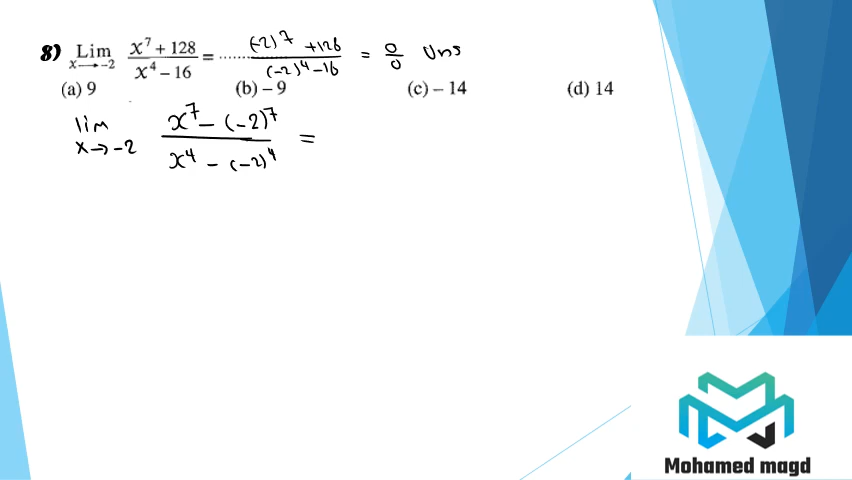 8) Lim x→-2 (x⁷ + 128)/(x⁴ – 16) = ...... ((-2)⁷ + 128)/((-2)⁴ - 16) = 0/0 Uns
(a) 9 (b) – 9 (c) – 14 (d) 14
lim x→-2 (x⁷ - (-2)⁷)/(x⁴ - (-2)⁴) =
Mohamed magd